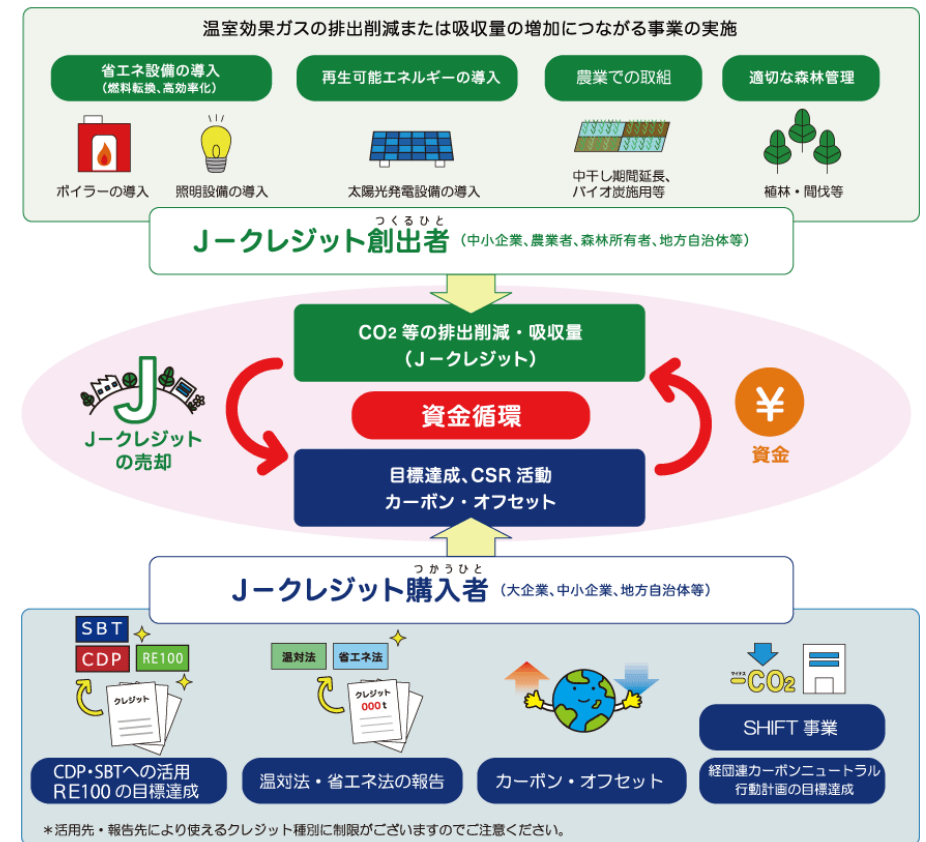 温室効果ガスの排出削減または吸収量の増加につながる事業の実施
省エネ設備の導入
（燃料転換、高効率化）
再生可能エネルギーの導入
農業での取組
適切な森林管理
ボイラーの導入
照明設備の導入
太陽光発電設備の導入
中干し期間延長、
バイオ炭施用等
植林・間伐等
つくるひと
J－クレジット創出者（中小企業、農業者、森林所有者、地方自治体等）
CO2 等の排出削減・吸収量
（J－クレジット）
J
J－クレジット
の売却
資金循環
¥
資金
目標達成、CSR 活動
カーボン・オフセット
つかうひと
J－クレジット購入者（大企業、中小企業、地方自治体等）
SBT
CDP
RE100
クレジット
CDP・SBTへの活用
RE100 の目標達成
温対法
省エネ法
クレジット
000t
温対法・省エネ法の報告
カーボン・オフセット
マイナス
－CO2
SHIFT 事業
経団連カーボンニュートラル
行動計画の目標達成
＊活用先・報告先により使えるクレジット種別に制限がございますのでご注意ください。